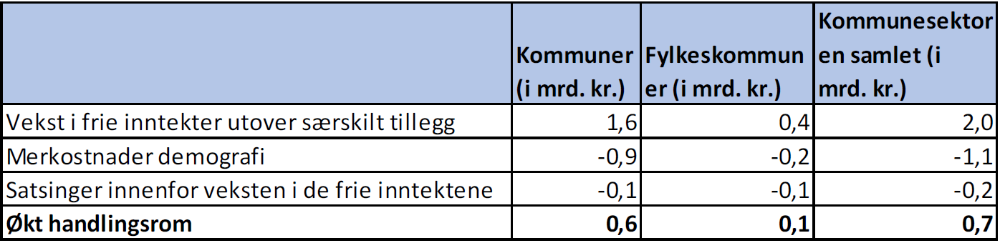 Kommuner (i mrd. kr.) Fylkeskommuner (i mrd. kr.) Kommunesektoren samlet (i mrd. kr.)
Vekst i frie inntekter utover særskilt tillegg 1,6 0,4 2,0
Merkostnader demografi -0,9 -0,2 -1,1
Satsinger innenfor veksten i de frie inntektene -0,1 -0,1 -0,2
Økt handlingsrom 0,6 0,1 0,7